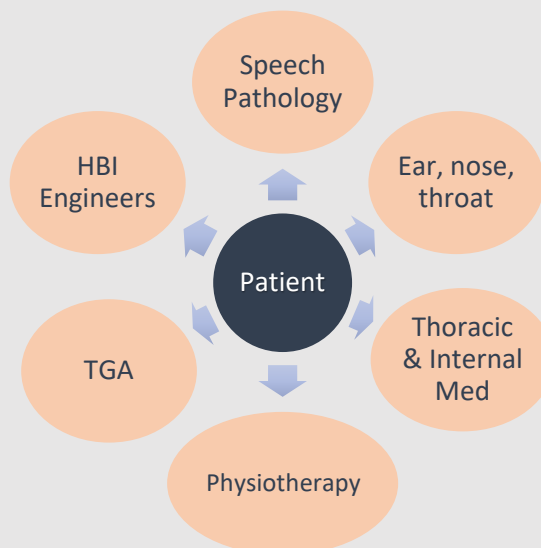 Speech
Pathology
HBI
Engineers
Ear, nose,
throat
Patient
TGA
Thoracic
& Internal
Med
Physiotherapy